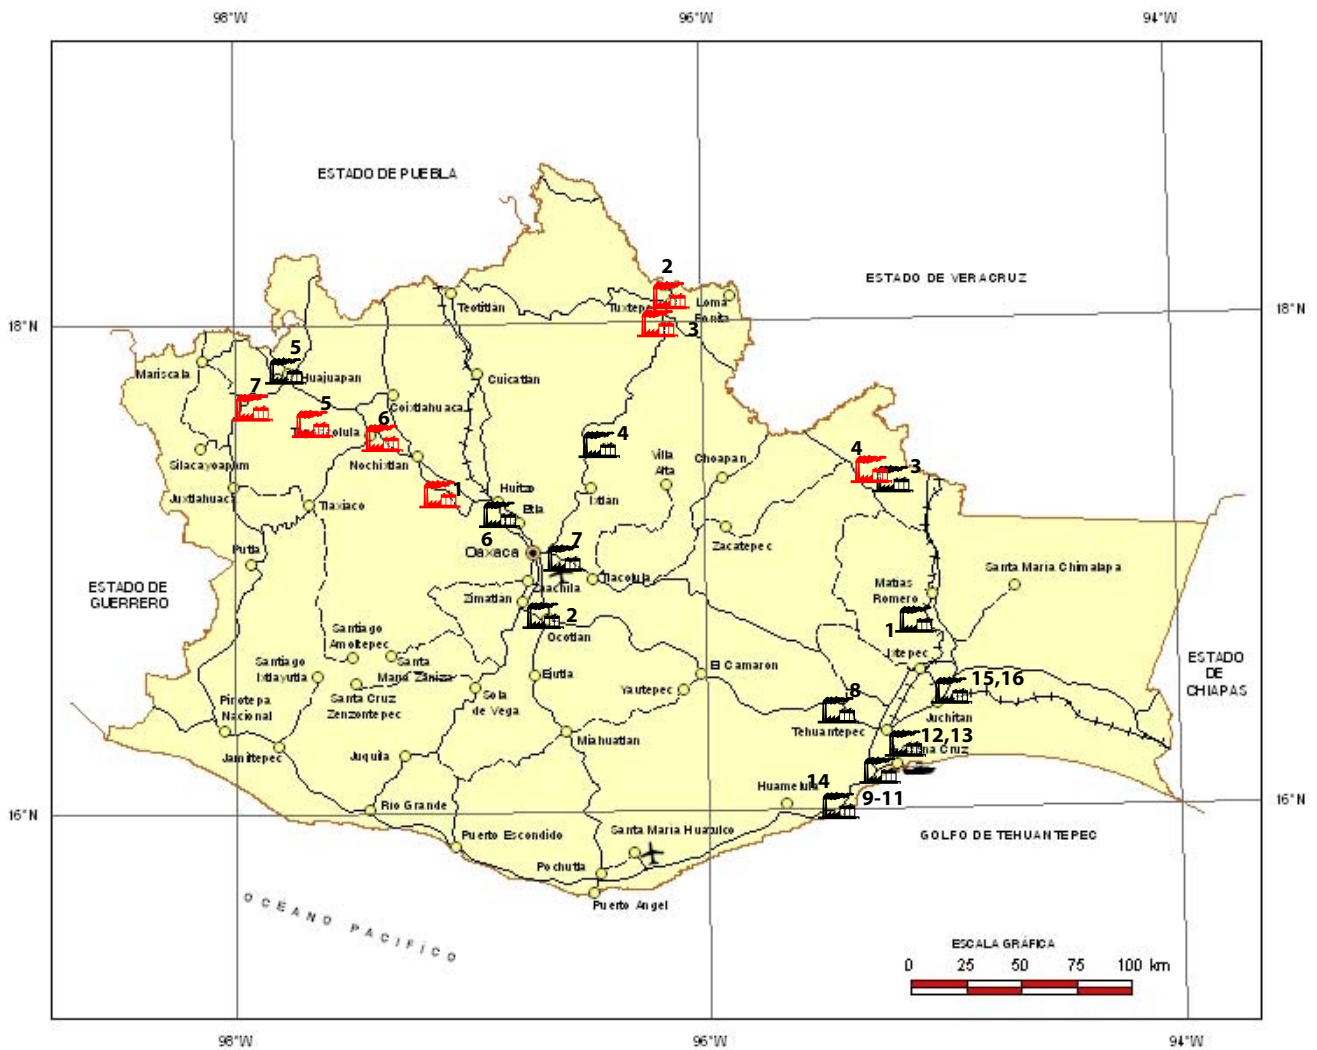 98°W
96°W
94°W
ESTADO DE PUEBLA
2
ESTADO DE VERACRUZ
Teotitlan
Tuxtepe
Loma
Bonita
18°N
18°N
3
5
Mariscala
Huajuapan
Cuicatlan
7
5
Coixtlahuaca
6
4
Silacayoapam
Nochixtlan
Villa
Alta
Choapan
4
3
Juxtlahuaca
1
Huitzo
Ixtlan
Tlaxiaco
Etla
6
7
Putla
Oaxaca
Zacatepec
Tlacolula
Santa Maria Chimalapa
ESTADO DE
GUERRERO
Zaachila
Zimatlan
Matias
Romero
2
1
Ocotlan
Santiago
Amoltepec
Ixtepec
Santiago
Ixtlayutla
Santa
Maria Zaniza
El Camaron
ESTADO
DE
CHIAPAS
Ejutla
15,16
Yautepec
8
Santa Cruz
Zenzontepec
Sola
de Vega
Pinotepa
Nacional
Juchitan
Tehuantepec
12,13
Miahuatlan
na Cruz
Jamiltepec
Juquila
Huamelula
14
9-11
Rio Grande
16°N
16°N
Puerto Escondido
Santa Maria Huatulco
GOLFO DE TEHUANTEPEC
Pochutla
Puerto Angel
OCEANO PACIFÍCO
ESCALA GRÁFICA
0 25 50 75 100 km
98°W
96°W
94°W